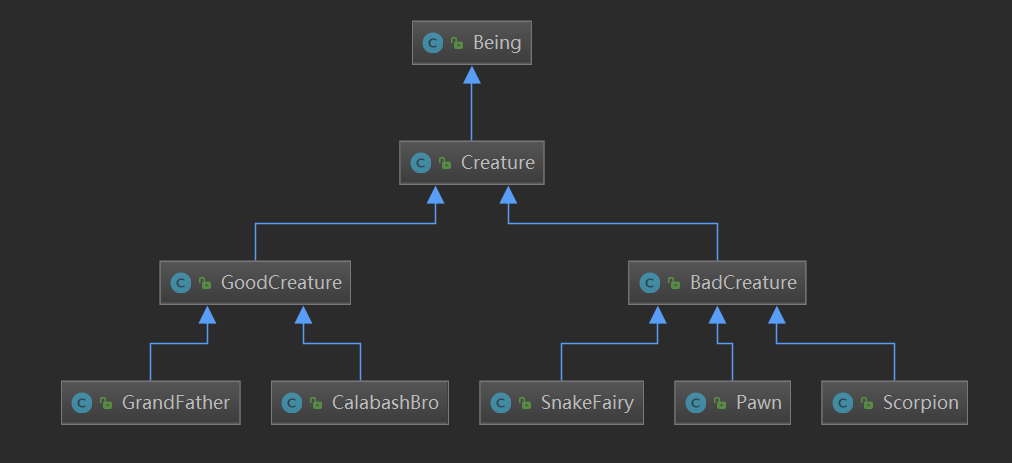 C Being
C Creature
C GoodCreature
C BadCreature
C GrandFather
C CalabashBro
C SnakeFairy
C Pawn
C Scorpion